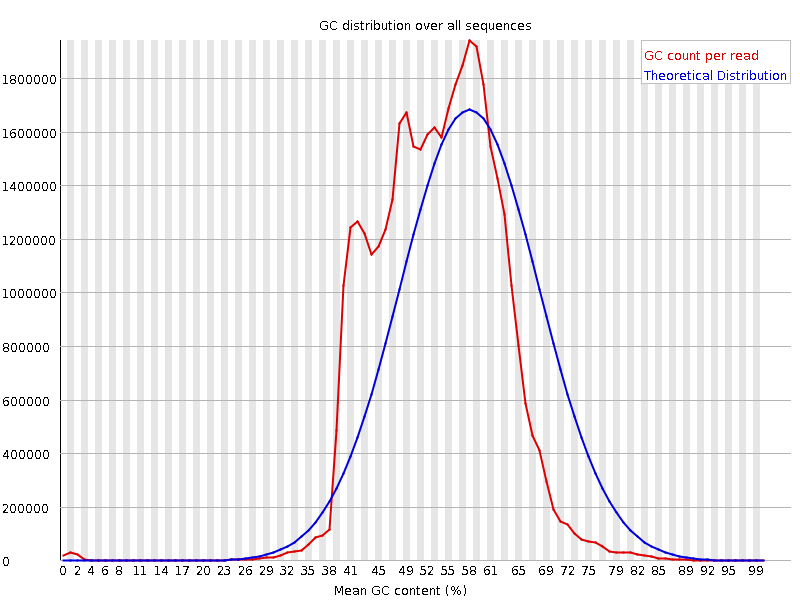 GC distribution over all sequences
GC count per read
Theoretical Distribution
1800000
1600000
1400000
1200000
1000000
800000
600000
400000
200000
0
0 2 4 6 8 11 14 17 20 23 26 29 32 35 38 41 45 49 52 55 58 61 65 69 72 75 79 82 85 89 92 95 99
Mean GC content (%)